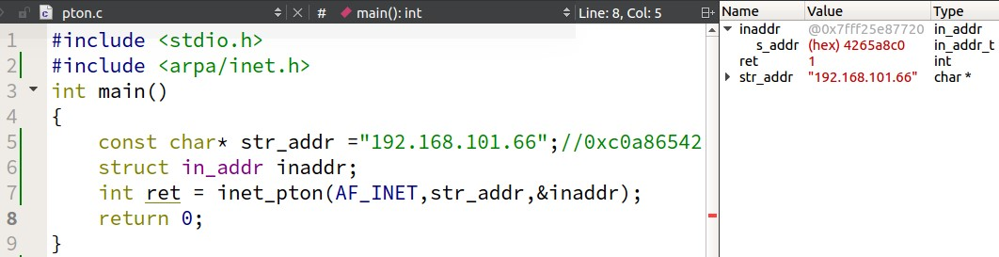 pton.c # main(): int Line: 8, Col: 5
1 #include <stdio.h>
2 #include <arpa/inet.h>
3 int main()
4 {
5 const char* str_addr ="192.168.101.66";//0xc0a86542
6 struct in_addr inaddr;
7 int ret = inet_pton(AF_INET,str_addr,&inaddr);
8 return 0;
9 }
Name Value Type
inaddr @0x7fff25e87720 in_addr
s_addr (hex) 4265a8c0 in_addr_t
ret 1 int
str_addr "192.168.101.66" char *